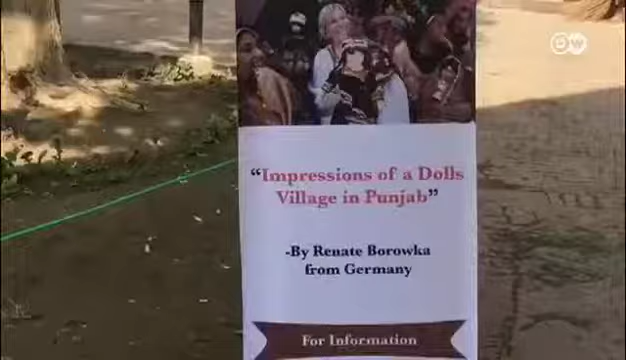 DW
“Impressions of a Dolls
Village in Punjab”
-By Renate Borowka
from Germany
For Information